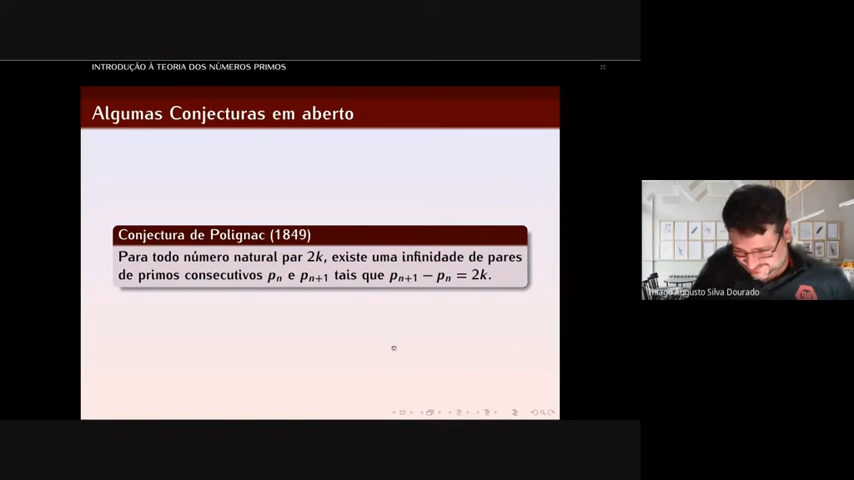 INTRODUÇÃO À TEORIA DOS NÚMEROS PRIMOS
Algumas Conjecturas em aberto
Conjectura de Polignac (1849)
Para todo número natural par 2k, existe uma infinidade de pares
de primos consecutivos pₙ e pₙ₊₁ tais que pₙ₊₁ − pₙ = 2k.
Thiago Augusto Silva Dourado